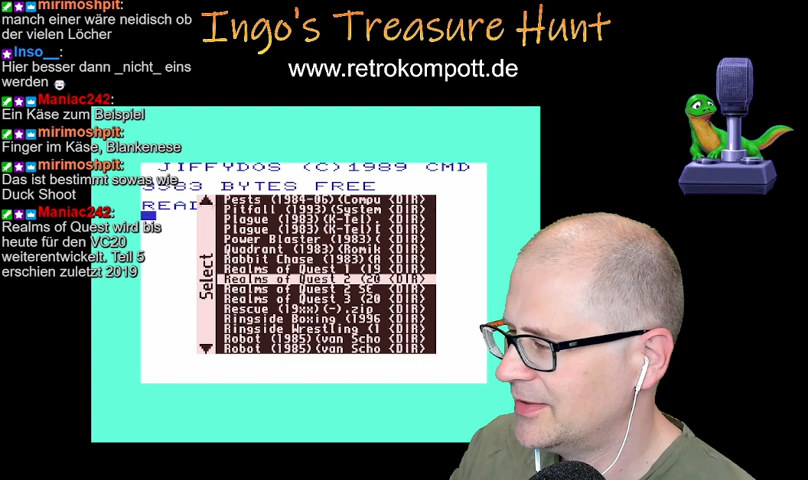 mirimoshpit:
manch einer wäre neidisch ob
der vielen Löcher
Inso__:
Hier besser dann _nicht_ eins
werden
Maniac242:
Ein Käse zum Beispiel
mirimoshpit:
Finger im Käse, Blankenese
mirimoshpit:
Das ist bestimmt sowas wie
Duck Shoot
Maniac242:
Realms of Quest wird bis
heute für den VC20
weiterentwickelt. Teil 5
erschien zuletzt 2019
Ingo's Treasure Hunt
www.retrokompott.de
JIFFYDOS (C)1989 CMD
BYTES FREE
Select
Pests (1984-06)(Compu <DIR>
Pitfall (1993)(System <DIR>
Plague (1983)(K-Tel). <DIR>
Plague (1983)(K-Tel)[ <DIR>
Power Blaster (1983)( <DIR>
Quadrant (1983)(Romik <DIR>
Rabbit Chase (1983)(A <DIR>
Realms of Quest 1 (19 <DIR>
Realms of Quest 2 (20 <DIR>
Realms of Quest 2 SE <DIR>
Realms of Quest 3 (20 <DIR>
Rescue (19xx)(-).zip <DIR>
Ringside Boxing (1996 <DIR>
Ringside Wrestling (1 <DIR>
Robot (1985)(van Scho <DIR>
Robot (1985)(van Scho <DIR>